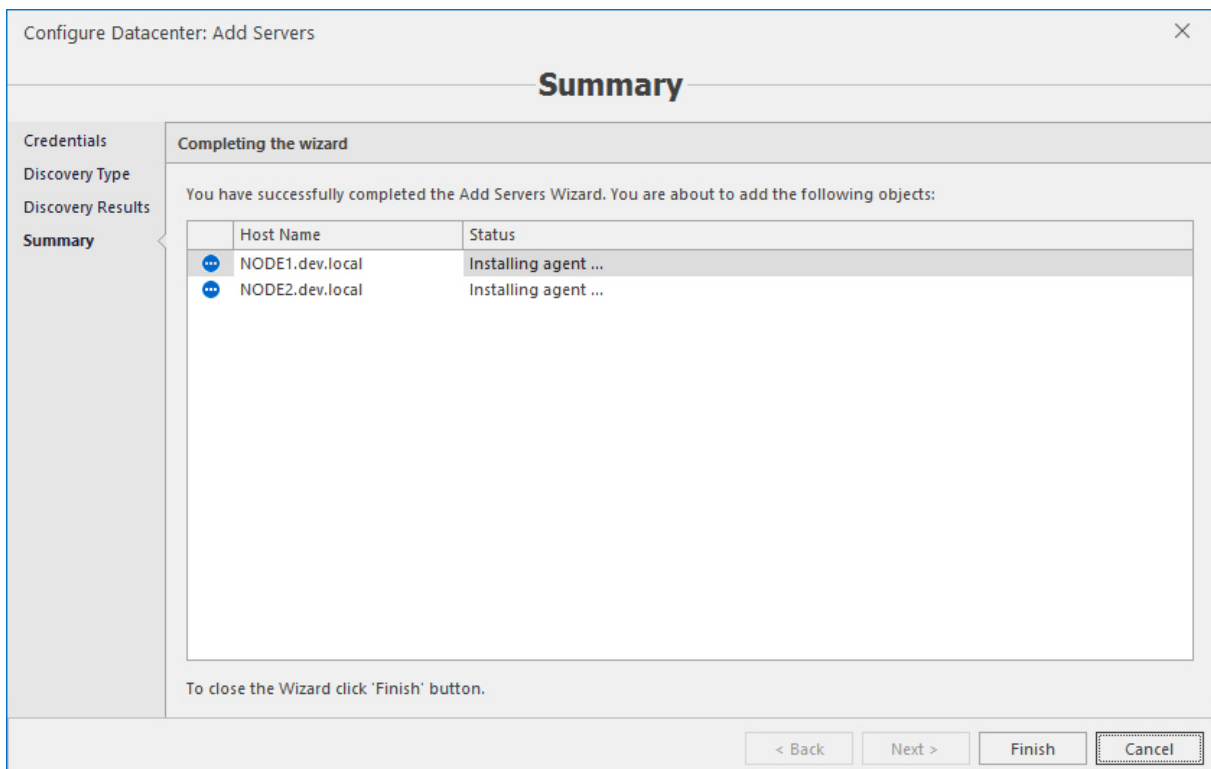 Configure Datacenter: Add Servers
Summary
Credentials
Discovery Type
Discovery Results
Summary
Completing the wizard
You have successfully completed the Add Servers Wizard. You are about to add the following objects:
Host Name Status
NODE1.dev.local Installing agent ...
NODE2.dev.local Installing agent ...
To close the Wizard click 'Finish' button.
< Back Next > Finish Cancel